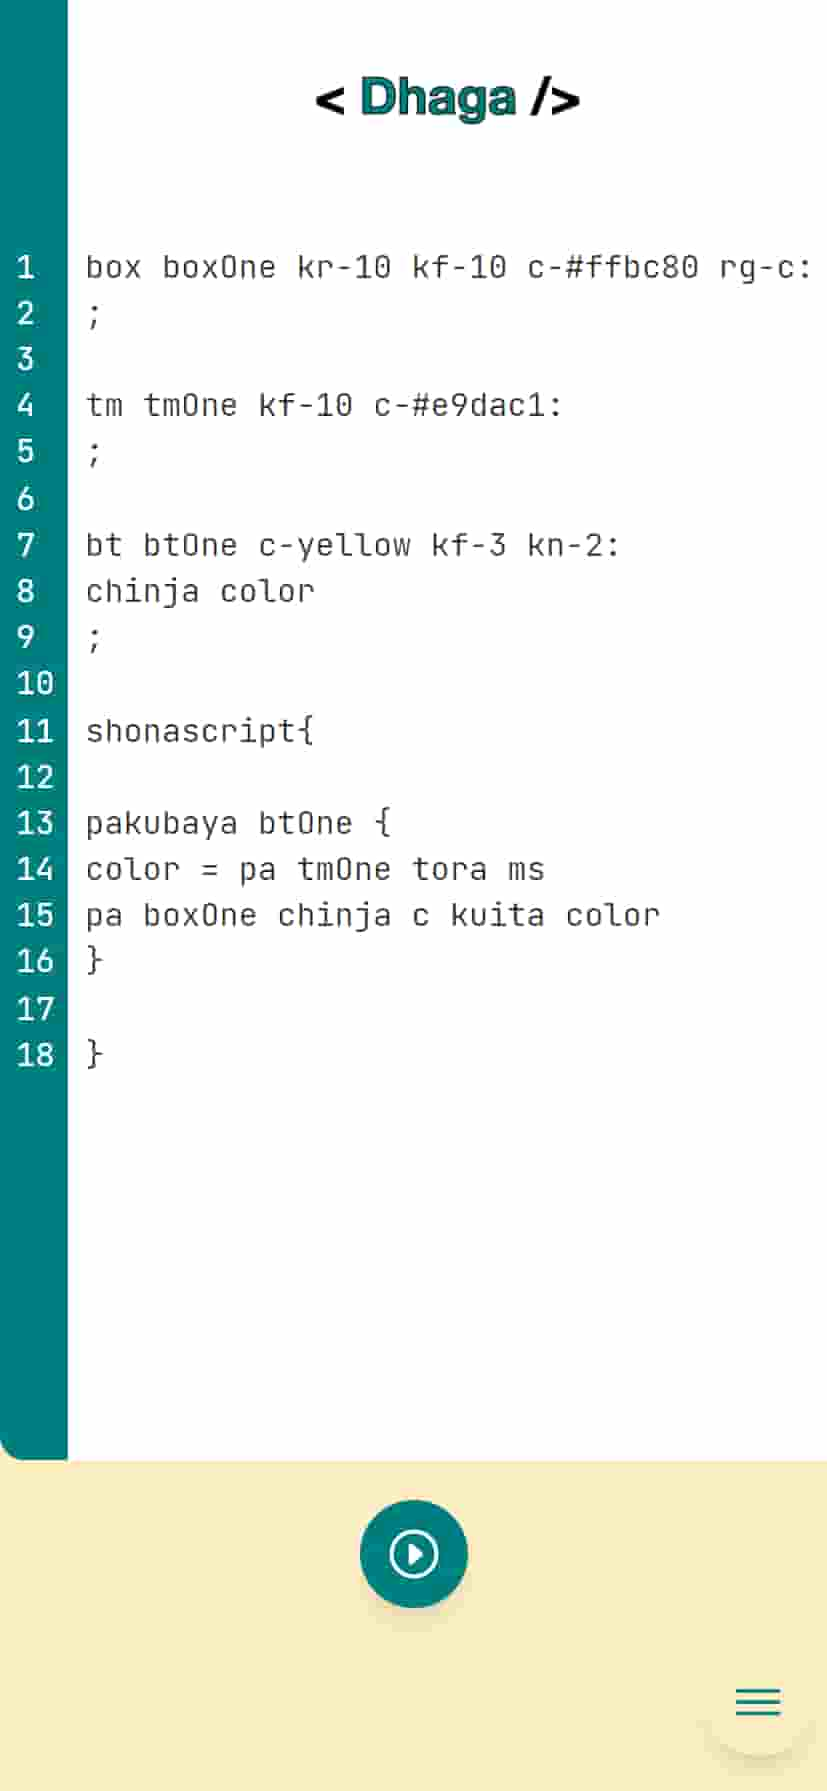 < Dhaga />
1 box boxOne kr-10 kf-10 c-#ffbc80 rg-c:
2 ;
3
4 tm tmOne kf-10 c-#e9dac1:
5 ;
6
7 bt btOne c-yellow kf-3 kn-2:
8 chinja color
9 ;
10
11 shonascript{
12
13 pakubaya btOne {
14 color = pa tmOne tora ms
15 pa boxOne chinja c kuita color
16 }
17
18 }